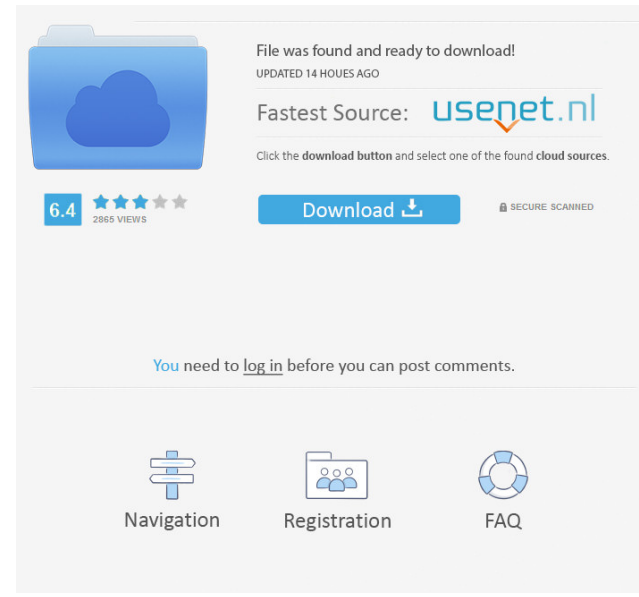 File was found and ready to download!
UPDATED 14 HOUES AGO
Fastest Source: usenet.nl
Click the download button and select one of the found cloud sources.
6.4
2865 VIEWS
Download
SECURE SCANNED
You need to log in before you can post comments.
Navigation
Registration
FAQ